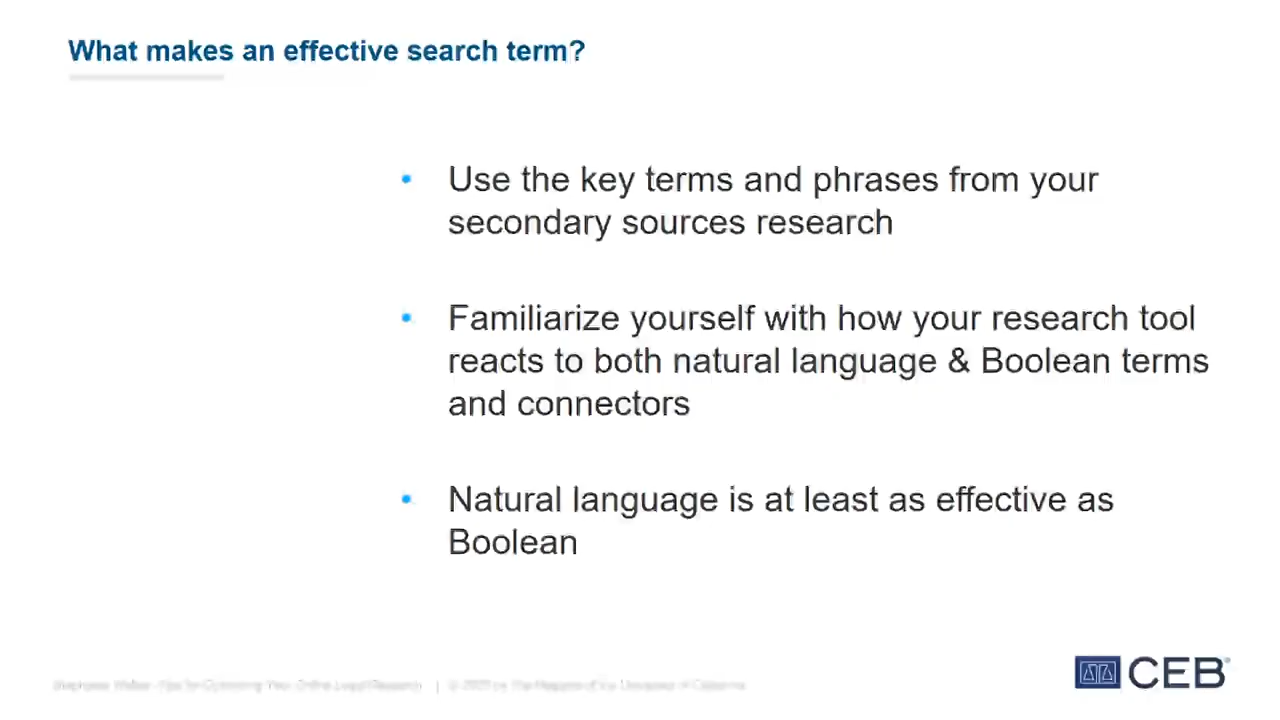 What makes an effective search term?
• Use the key terms and phrases from your
secondary sources research
• Familiarize yourself with how your research tool
reacts to both natural language & Boolean terms
and connectors
• Natural language is at least as effective as
Boolean
CEB